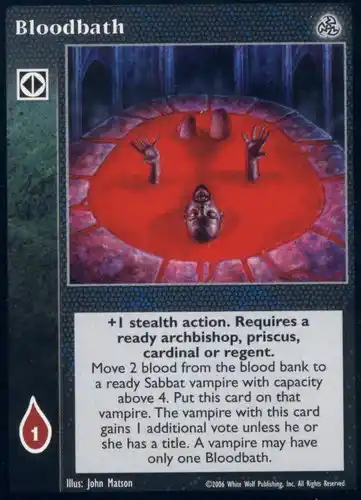 Bloodbath
+1 stealth action. Requires a
ready archbishop, priscus,
cardinal or regent.
Move 2 blood from the blood bank to
a ready Sabbat vampire with capacity
above 4. Put this card on that
vampire. The vampire with this card
gains 1 additional vote unless he or
she has a title. A vampire may have
only one Bloodbath.
1
Illus: John Matson
©2006 White Wolf Publishing, Inc. All Rights Reserved.